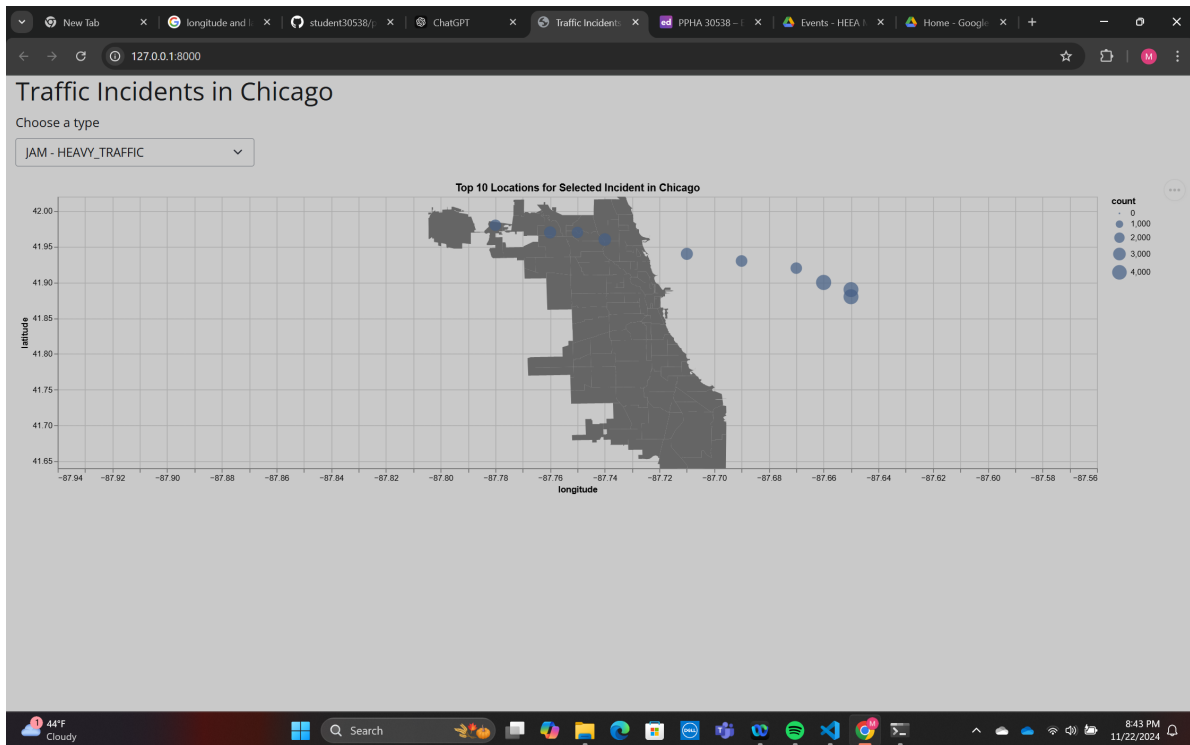 New Tab
longitude and l
student30538/p
ChatGPT
Traffic Incidents
ed PPHA 30538 –
Events - HEEA
Home - Google
127.0.0.1:8000
M
Traffic Incidents in Chicago
Choose a type
JAM - HEAVY_TRAFFIC
Top 10 Locations for Selected Incident in Chicago
count
0
1,000
2,000
3,000
4,000
latitude
42.00
41.95
41.90
41.85
41.80
41.75
41.70
41.65
−87.94 −87.92 −87.90 −87.88 −87.86 −87.84 −87.82 −87.80 −87.78 −87.76 −87.74 −87.72 −87.70 −87.68 −87.66 −87.64 −87.62 −87.60 −87.58 −87.56
longitude
1
44°F
Cloudy
Search
DELL
M
8:43 PM
11/22/2024